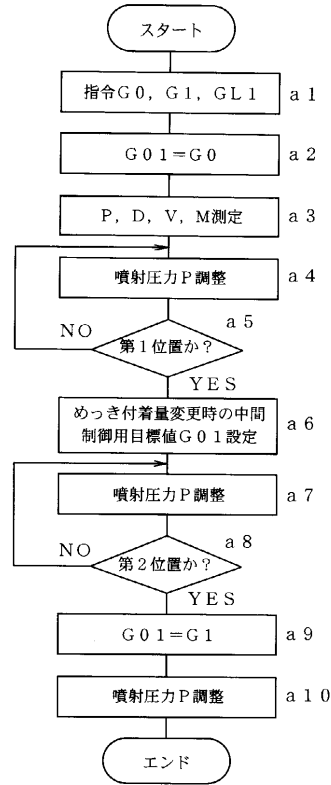 スタート
指令G0, G1, GL1 a1
G01=G0 a2
P, D, V, M測定 a3
噴射圧力P調整 a4
a5
NO
第1位置か?
YES
めっき付着量変更時の中間
制御用目標値G01設定 a6
噴射圧力P調整 a7
a8
NO
第2位置か?
YES
G01=G1 a9
噴射圧力P調整 a10
エンド